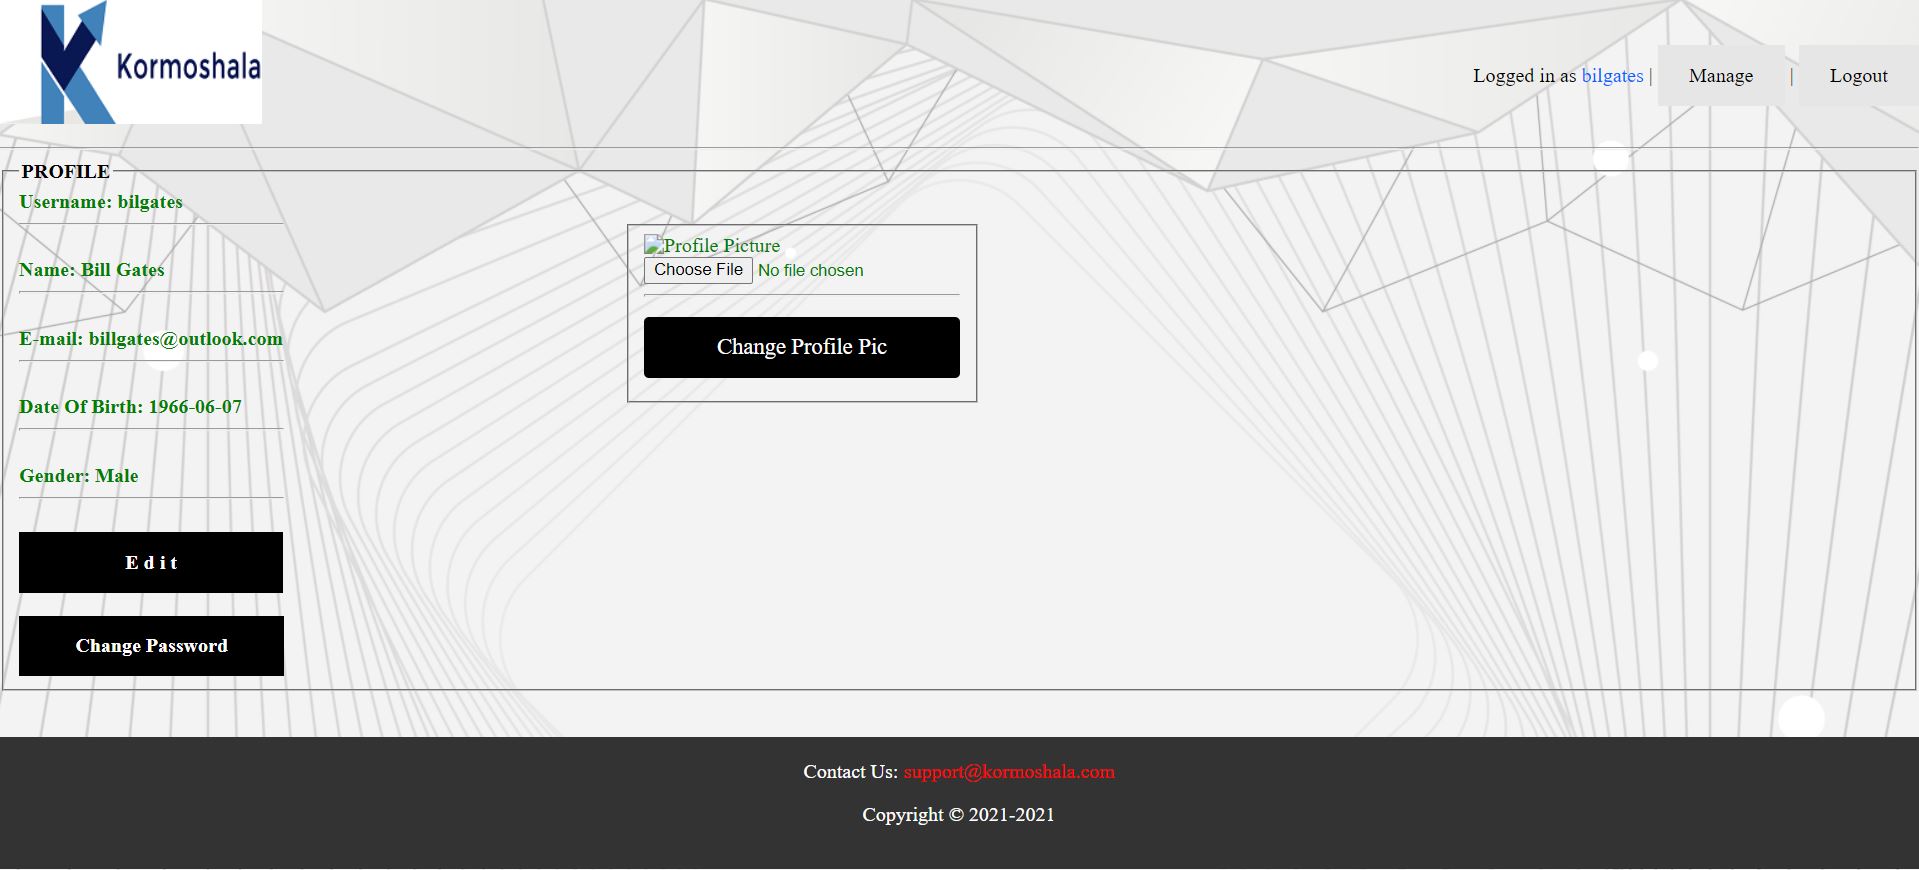 Kormoshala
Logged in as bilgates | Manage | Logout
PROFILE
Username: bilgates
Name: Bill Gates
E-mail: billgates@outlook.com
Date Of Birth: 1966-06-07
Gender: Male
E d i t
Change Password
Profile Picture
Choose File No file chosen
Change Profile Pic
Contact Us: support@kormoshala.com
Copyright © 2021-2021